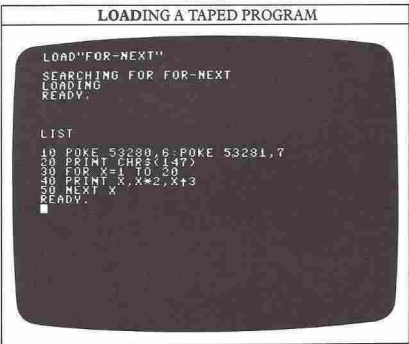 LOADING A TAPED PROGRAM
LOAD"FOR-NEXT"
SEARCHING FOR FOR-NEXT
LOADING
READY.
LIST
10 POKE 53280,6:POKE 53281,7
20 PRINT CHR$(147)
30 FOR X=1 TO 20
40 PRINT X,X*2,X↑3
50 NEXT X
READY.